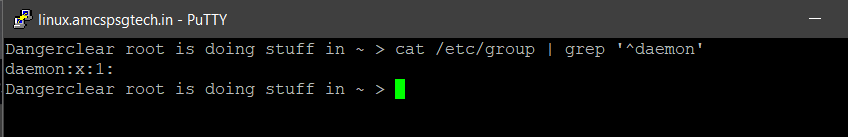 linux.amcspsgtech.in - PuTTY
Dangerclear root is doing stuff in ~ > cat /etc/group | grep '^daemon'
daemon:x:1:
Dangerclear root is doing stuff in ~ >